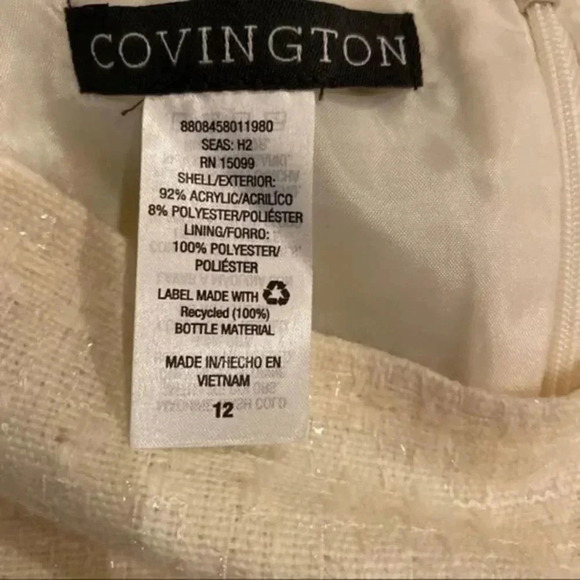 COVINGTON
8808458011980
SEAS: H2
RN 15099
SHELL/EXTERIOR:
92% ACRYLIC/ACRILÍCO
8% POLYESTER/POLIÉSTER
LINING/FORRO:
100% POLYESTER/
POLIÉSTER
LABEL MADE WITH
Recycled (100%)
BOTTLE MATERIAL
MADE IN/HECHO EN
VIETNAM
12